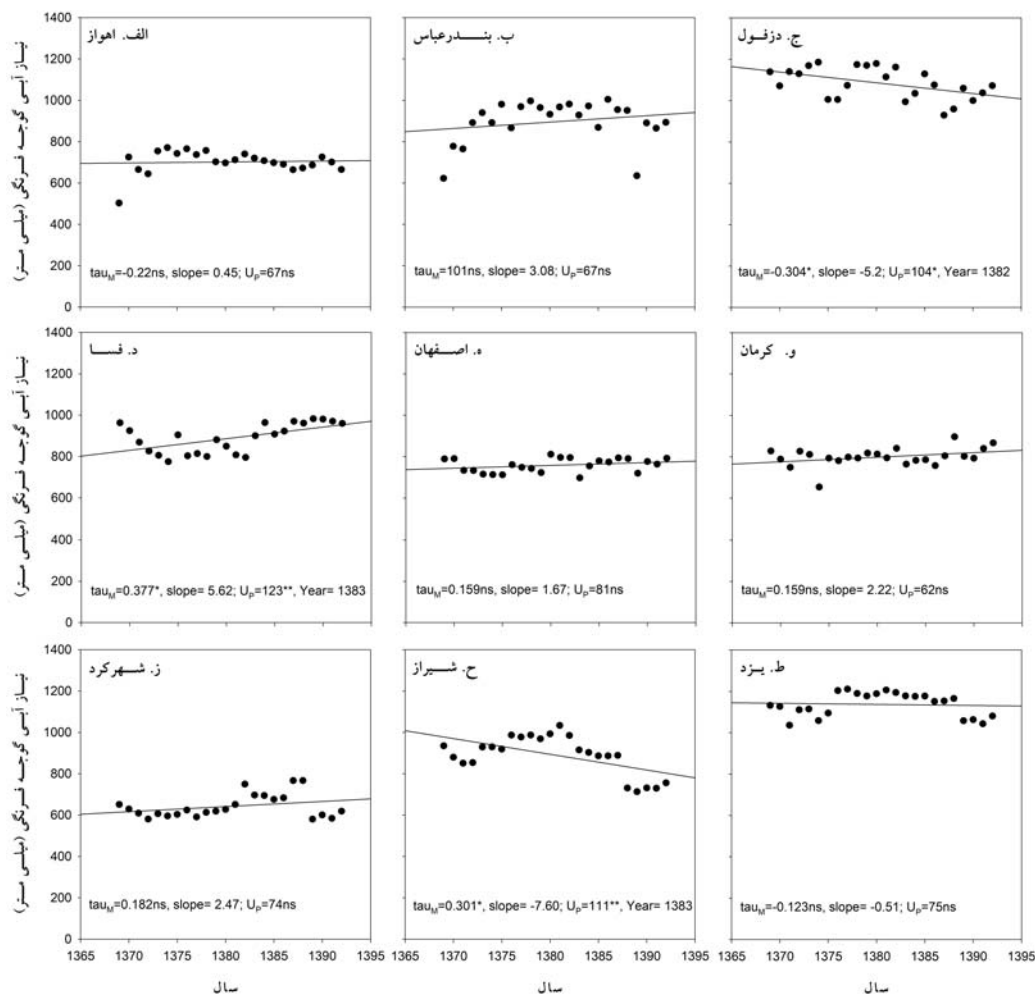 نیاز آبی گوجه فرنگی (میلی متر)
1400
1200
1000
800
600
400
200
0
الف. اهواز
tauM=-0.22ns, slope= 0.45; UP=67ns
ب. بندرعباس
tauM=101ns, slope= 3.08; UP=67ns
ج. دزفول
tauM=-0.304*, slope= -5.2; UP=104*, Year= 1382
نیاز آبی گوجه فرنگی (میلی متر)
1400
1200
1000
800
600
400
200
0
د. فسا
tauM=0.377*, slope= 5.62; UP=123**, Year= 1383
ه. اصفهان
tauM=0.159ns, slope= 1.67; UP=81ns
و. کرمان
tauM=0.159ns, slope= 2.22; UP=62ns
نیاز آبی گوجه فرنگی (میلی متر)
1400
1200
1000
800
600
400
200
0
ز. شهرکرد
tauM=0.182ns, slope= 2.47; UP=74ns
ح. شیراز
tauM=0.301*, slope= -7.60; UP=111**, Year= 1383
ط. یزد
tauM=-0.123ns, slope= -0.51; UP=75ns
1365 1370 1375 1380 1385 1390 1395
1365 1370 1375 1380 1385 1390 1395
1365 1370 1375 1380 1385 1390 1395
سال
سال
سال